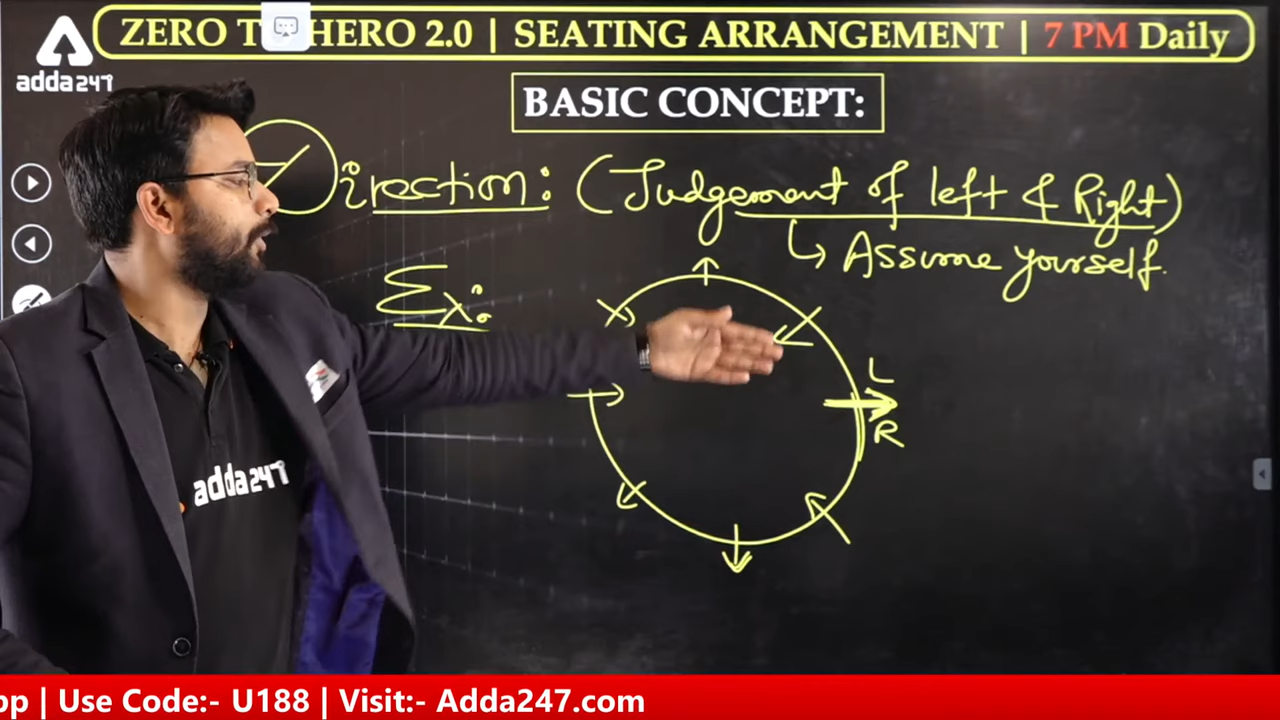 ZERO T HERO 2.0 | SEATING ARRANGEMENT | 7 PM Daily
adda247
BASIC CONCEPT:
Direction: (Judgement of left & Right)
↳ Assume yourself.
Ex:
L
R
adda247
pp | Use Code:- U188 | Visit:- Adda247.com